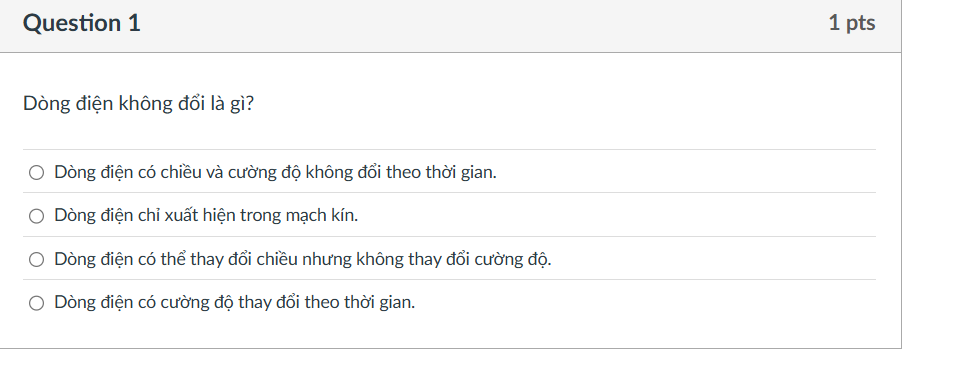 Question 1
1 pts
Dòng điện không đổi là gì?
Dòng điện có chiều và cường độ không đổi theo thời gian.
Dòng điện chỉ xuất hiện trong mạch kín.
Dòng điện có thể thay đổi chiều nhưng không thay đổi cường độ.
Dòng điện có cường độ thay đổi theo thời gian.